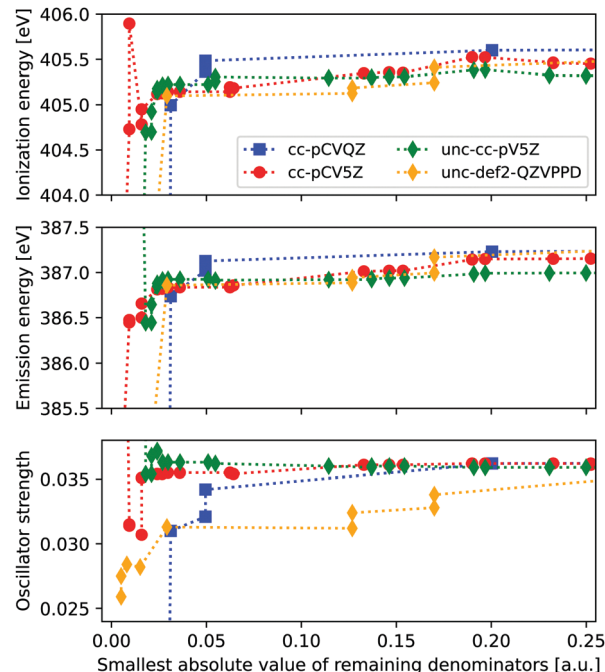 406.0
405.5
405.0
404.5
404.0
Ionization energy [eV]
cc-pCVQZ
cc-pCV5Z
unc-cc-pV5Z
unc-def2-QZVPPD
387.5
387.0
386.5
386.0
385.5
Emission energy [eV]
0.035
0.030
0.025
Oscillator strength
0.00 0.05 0.10 0.15 0.20 0.25
Smallest absolute value of remaining denominators [a.u.]